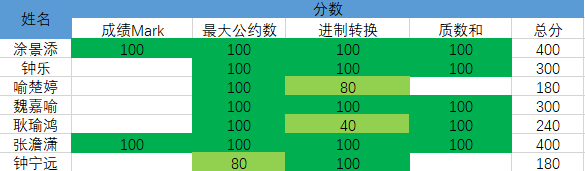 姓名 分数
成绩Mark 最大公约数 进制转换 质数和 总分
涂景添 100 100 100 100 400
钟乐 100 100 100 300
喻楚婷 100 80 180
魏嘉喻 100 100 100 300
耿瑜鸿 100 40 100 240
张澹潇 100 100 100 100 400
钟宁远 80 100 180